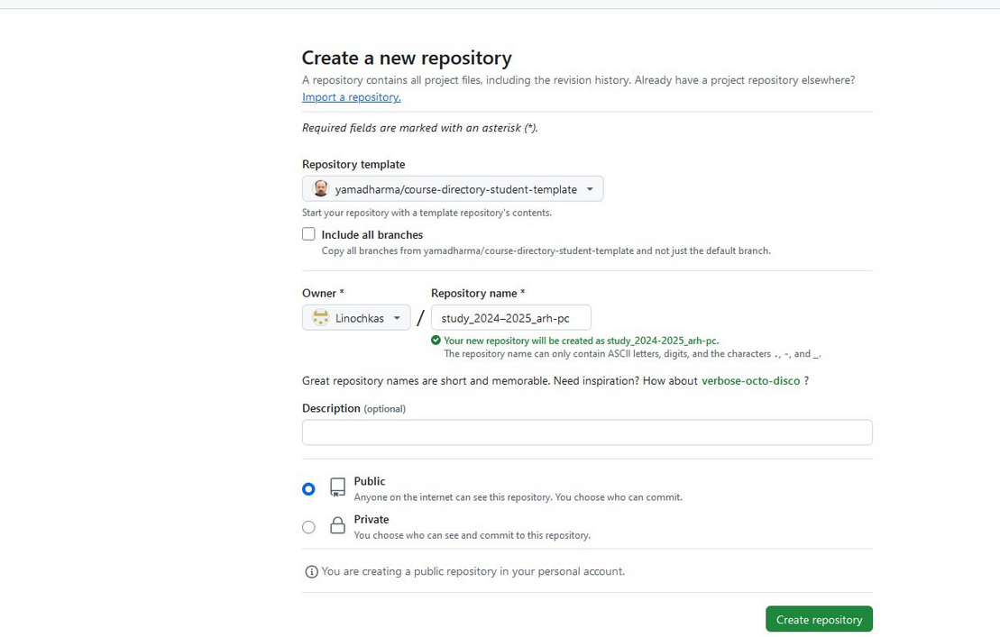 Create a new repository
A repository contains all project files, including the revision history. Already have a project repository elsewhere?
Import a repository.
Required fields are marked with an asterisk (*).
Repository template
yamadharma/course-directory-student-template
Start your repository with a template repository's contents.
Include all branches
Copy all branches from yamadharma/course-directory-student-template and not just the default branch.
Owner * Repository name *
Linochkas / study_2024–2025_arh-pc
Your new repository will be created as study_2024-2025_arh-pc.
The repository name can only contain ASCII letters, digits, and the characters ., -, and _.
Great repository names are short and memorable. Need inspiration? How about verbose-octo-disco ?
Description (optional)
Public
Anyone on the internet can see this repository. You choose who can commit.
Private
You choose who can see and commit to this repository.
You are creating a public repository in your personal account.
Create repository